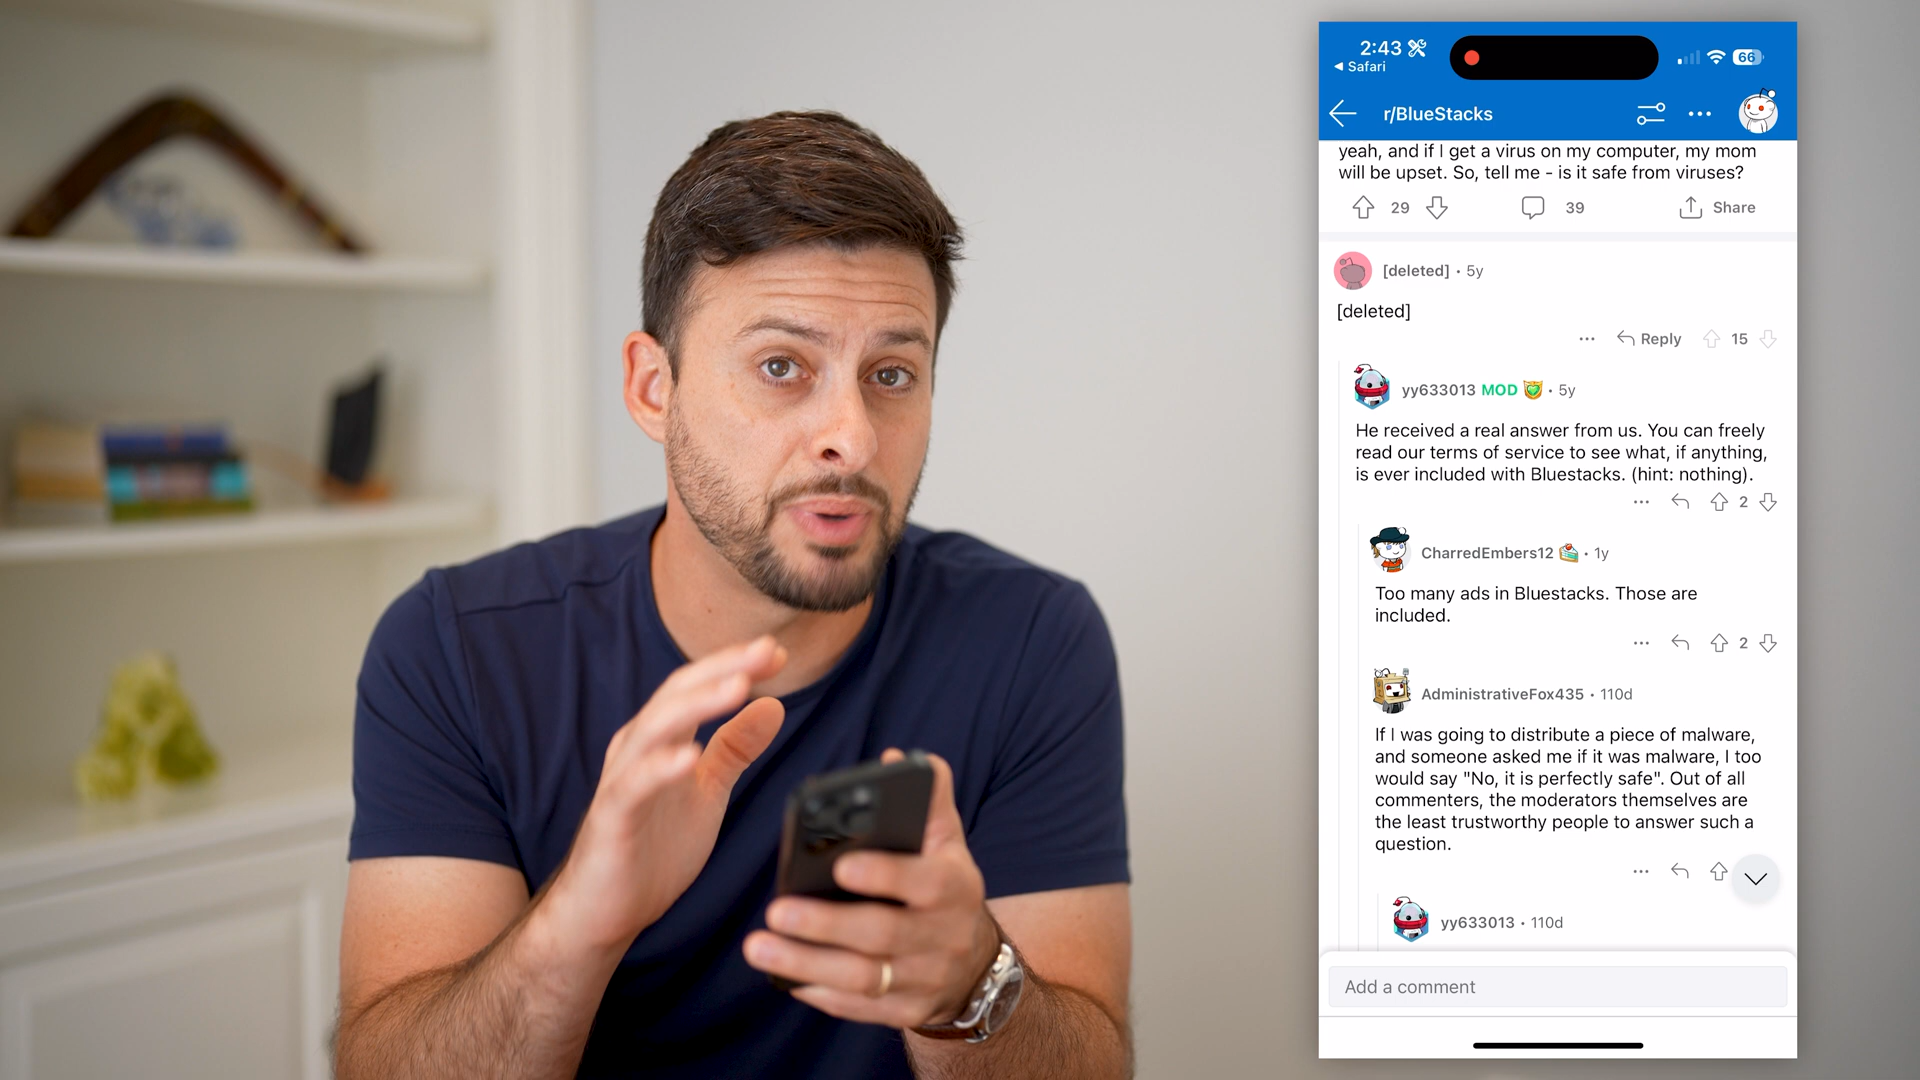 2:43
Safari
66
r/BlueStacks
yeah, and if I get a virus on my computer, my mom
will be upset. So, tell me - is it safe from viruses?
29
39
Share
[deleted] • 5y
[deleted]
Reply
15
yy633013 MOD • 5y
He received a real answer from us. You can freely
read our terms of service to see what, if anything,
is ever included with Bluestacks. (hint: nothing).
2
CharredEmbers12 • 1y
Too many ads in Bluestacks. Those are
included.
2
AdministrativeFox435 • 110d
If I was going to distribute a piece of malware,
and someone asked me if it was malware, I too
would say "No, it is perfectly safe". Out of all
commenters, the moderators themselves are
the least trustworthy people to answer such a
question.
yy633013 • 110d
Add a comment